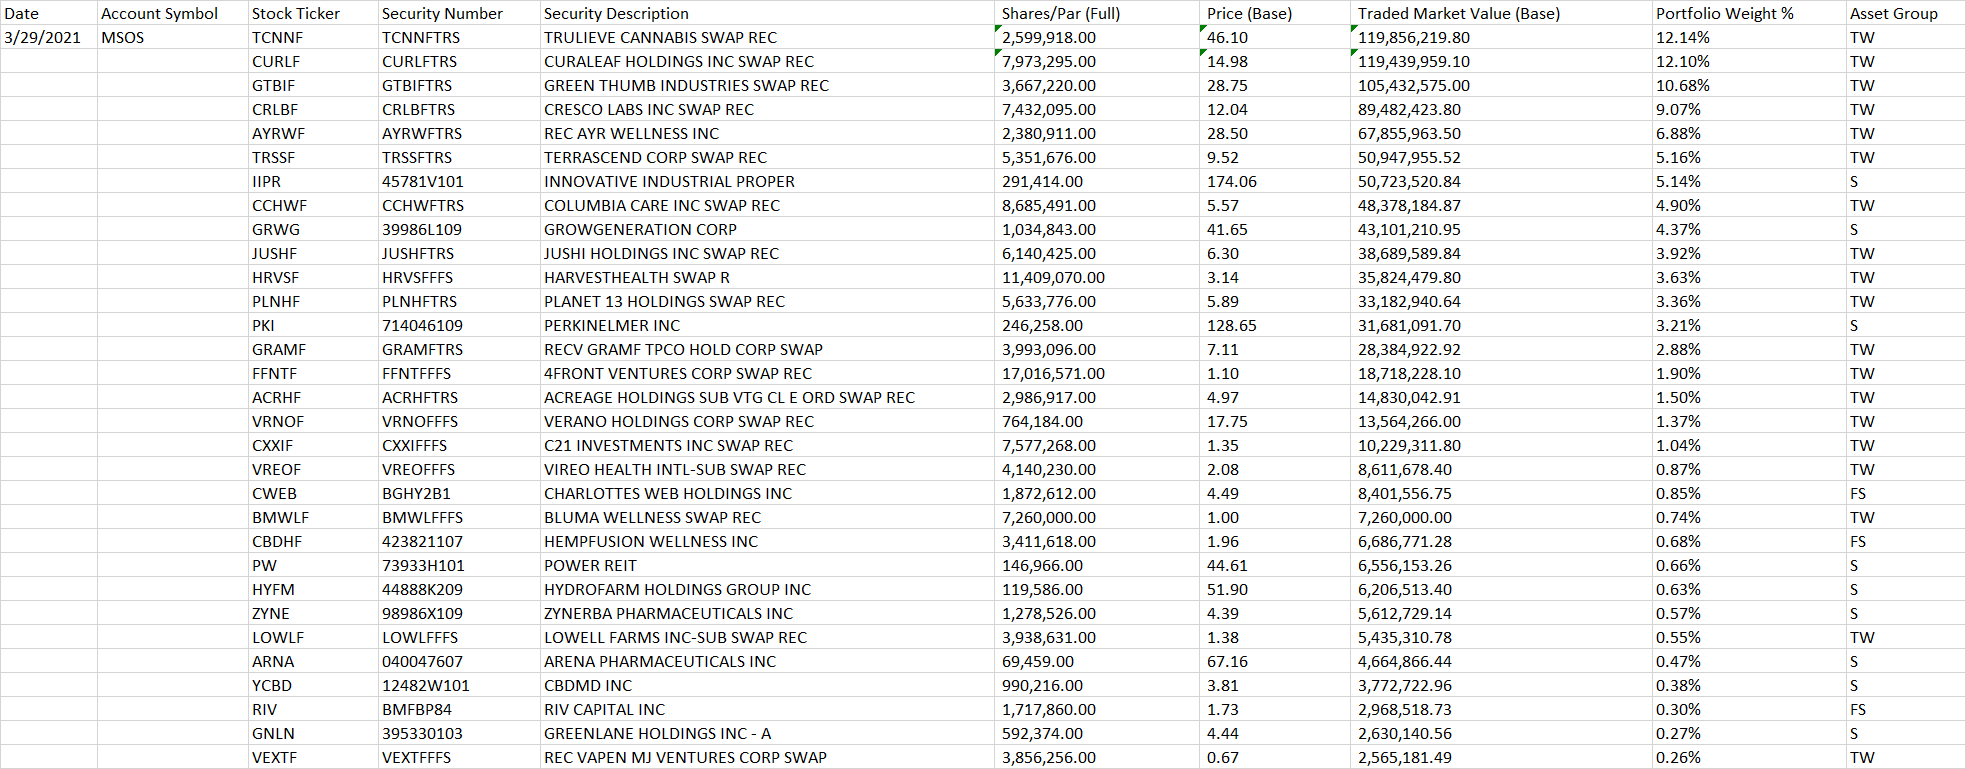 Date Account Symbol Stock Ticker Security Number Security Description Shares/Par (Full) Price (Base) Traded Market Value (Base) Portfolio Weight % Asset Group
3/29/2021 MSOS TCNNF TCNNFTRS TRULIEVE CANNABIS SWAP REC 2,599,918.00 46.10 119,856,219.80 12.14% TW
CURLF CURLFTRS CURALEAF HOLDINGS INC SWAP REC 7,973,295.00 14.98 119,439,959.10 12.10% TW
GTBIF GTBIFTRS GREEN THUMB INDUSTRIES SWAP REC 3,667,220.00 28.75 105,432,575.00 10.68% TW
CRLBF CRLBFTRS CRESCO LABS INC SWAP REC 7,432,095.00 12.04 89,482,423.80 9.07% TW
AYRWF AYRWFTRS REC AYR WELLNESS INC 2,380,911.00 28.50 67,855,963.50 6.88% TW
TRSSF TRSSFTRS TERRASCEND CORP SWAP REC 5,351,676.00 9.52 50,947,955.52 5.16% TW
IIPR 45781V101 INNOVATIVE INDUSTRIAL PROPER 291,414.00 174.06 50,723,520.84 5.14% S
CCHWF CCHWFTRS COLUMBIA CARE INC SWAP REC 8,685,491.00 5.57 48,378,184.87 4.90% TW
GRWG 39986L109 GROWGENERATION CORP 1,034,843.00 41.65 43,101,210.95 4.37% S
JUSHF JUSHFTRS JUSHI HOLDINGS INC SWAP REC 6,140,425.00 6.30 38,689,589.84 3.92% TW
HRVSF HRVSFFFS HARVESTHEALTH SWAP R 11,409,070.00 3.14 35,824,479.80 3.63% TW
PLNHF PLNHFTRS PLANET 13 HOLDINGS SWAP REC 5,633,776.00 5.89 33,182,940.64 3.36% TW
PKI 714046109 PERKINELMER INC 246,258.00 128.65 31,681,091.70 3.21% S
GRAMF GRAMFTRS RECV GRAMF TPCO HOLD CORP SWAP 3,993,096.00 7.11 28,384,922.92 2.88% TW
FFNTF FFNTFFFS 4FRONT VENTURES CORP SWAP REC 17,016,571.00 1.10 18,718,228.10 1.90% TW
ACRHF ACRHFTRS ACREAGE HOLDINGS SUB VTG CL E ORD SWAP REC 2,986,917.00 4.97 14,830,042.91 1.50% TW
VRNOF VRNOFFFS VERANO HOLDINGS CORP SWAP REC 764,184.00 17.75 13,564,266.00 1.37% TW
CXXIF CXXIFFFS C21 INVESTMENTS INC SWAP REC 7,577,268.00 1.35 10,229,311.80 1.04% TW
VREOF VREOFFFS VIREO HEALTH INTL-SUB SWAP REC 4,140,230.00 2.08 8,611,678.40 0.87% TW
CWEB BGHY2B1 CHARLOTTES WEB HOLDINGS INC 1,872,612.00 4.49 8,401,556.75 0.85% FS
BMWLF BMWLFFFS BLUMA WELLNESS SWAP REC 7,260,000.00 1.00 7,260,000.00 0.74% TW
CBDHF 423821107 HEMPFUSION WELLNESS INC 3,411,618.00 1.96 6,686,771.28 0.68% FS
PW 73933H101 POWER REIT 146,966.00 44.61 6,556,153.26 0.66% S
HYFM 44888K209 HYDROFARM HOLDINGS GROUP INC 119,586.00 51.90 6,206,513.40 0.63% S
ZYNE 98986X109 ZYNERBA PHARMACEUTICALS INC 1,278,526.00 4.39 5,612,729.14 0.57% S
LOWLF LOWLFFFS LOWELL FARMS INC-SUB SWAP REC 3,938,631.00 1.38 5,435,310.78 0.55% TW
ARNA 040047607 ARENA PHARMACEUTICALS INC 69,459.00 67.16 4,664,866.44 0.47% S
YCBD 12482W101 CBDMD INC 990,216.00 3.81 3,772,722.96 0.38% S
RIV BMFBP84 RIV CAPITAL INC 1,717,860.00 1.73 2,968,518.73 0.30% FS
GNLN 395330103 GREENLANE HOLDINGS INC - A 592,374.00 4.44 2,630,140.56 0.27% S
VEXTF VEXTFFFS REC VAPEN MJ VENTURES CORP SWAP 3,856,256.00 0.67 2,565,181.49 0.26% TW